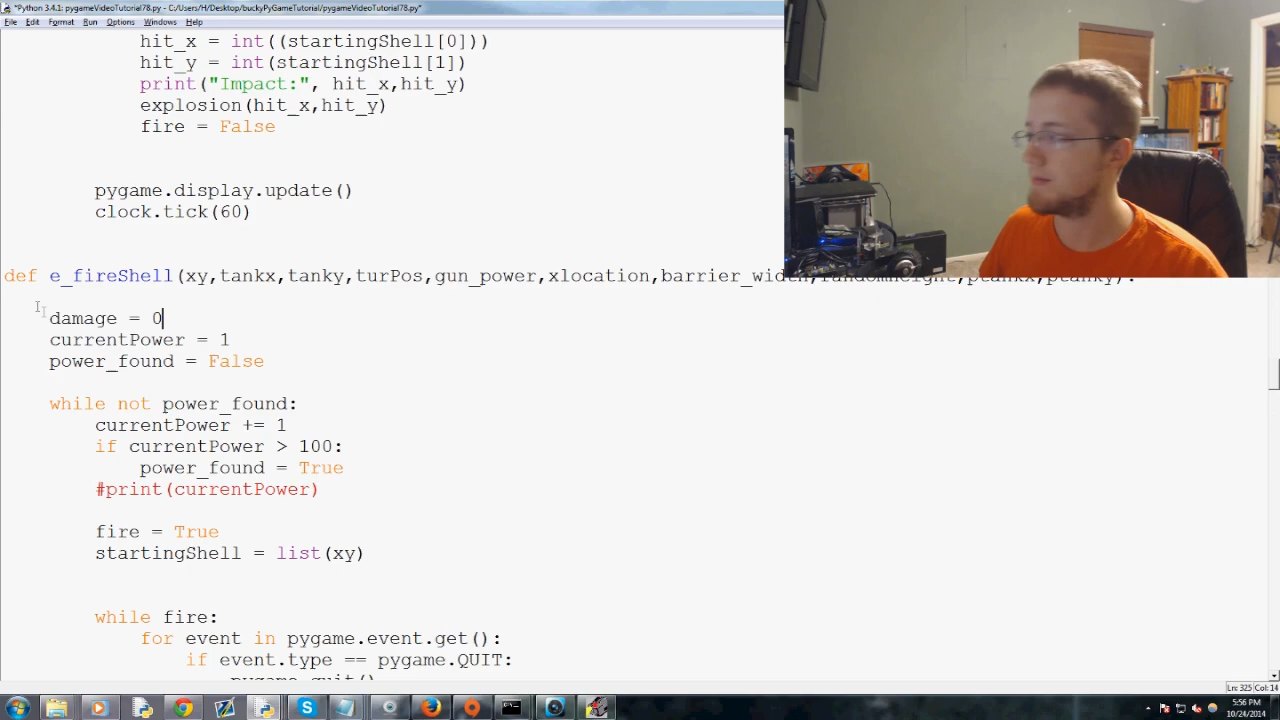 *Python 3.4.1: pygameVideoTutorial78.py - C:/Users/H/Desktop/buckyPyGameTutorial/pygameVideoTutorial78.py*
File Edit Format Run Options Windows Help
hit_x = int((startingShell[0]))
hit_y = int(startingShell[1])
print("Impact:", hit_x,hit_y)
explosion(hit_x,hit_y)
fire = False
pygame.display.update()
clock.tick(60)
def e_fireShell(xy,tankx,tanky,turPos,gun_power,xlocation,barrier_width,randomHeight,ptankx,ptanky):
damage = 0
currentPower = 1
power_found = False
while not power_found:
currentPower += 1
if currentPower > 100:
power_found = True
#print(currentPower)
fire = True
startingShell = list(xy)
while fire:
for event in pygame.event.get():
if event.type == pygame.QUIT:
pygame.quit()
Ln: 325 Col: 14
5:56 PM
10/24/2014